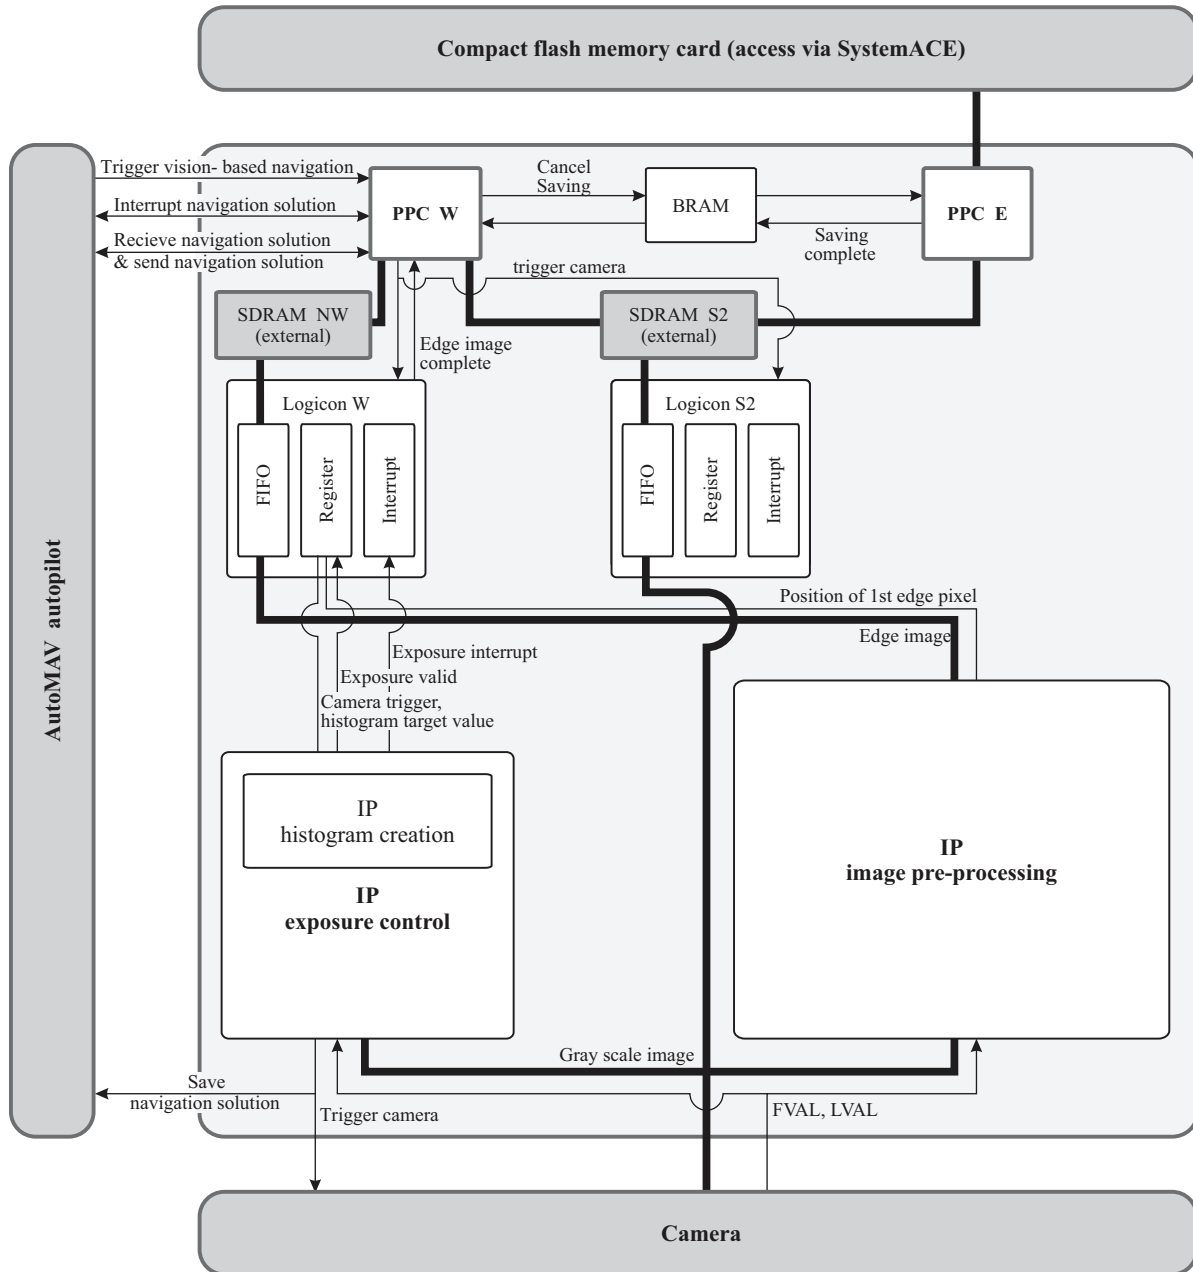 Compact flash memory card (access via SystemACE)
AutoMAV autopilot
Trigger vision- based navigation
Interrupt navigation solution
Recieve navigation solution
& send navigation solution
PPC W
Cancel
Saving
BRAM
Saving
complete
PPC E
trigger camera
SDRAM NW
(external)
Edge image
complete
SDRAM S2
(external)
Logicon W
FIFO
Register
Interrupt
Logicon S2
FIFO
Register
Interrupt
Position of 1st edge pixel
Edge image
Exposure interrupt
Exposure valid
Camera trigger,
histogram target value
IP
histogram creation
IP
exposure control
IP
image pre-processing
Gray scale image
Save
navigation solution
Trigger camera
FVAL, LVAL
Camera